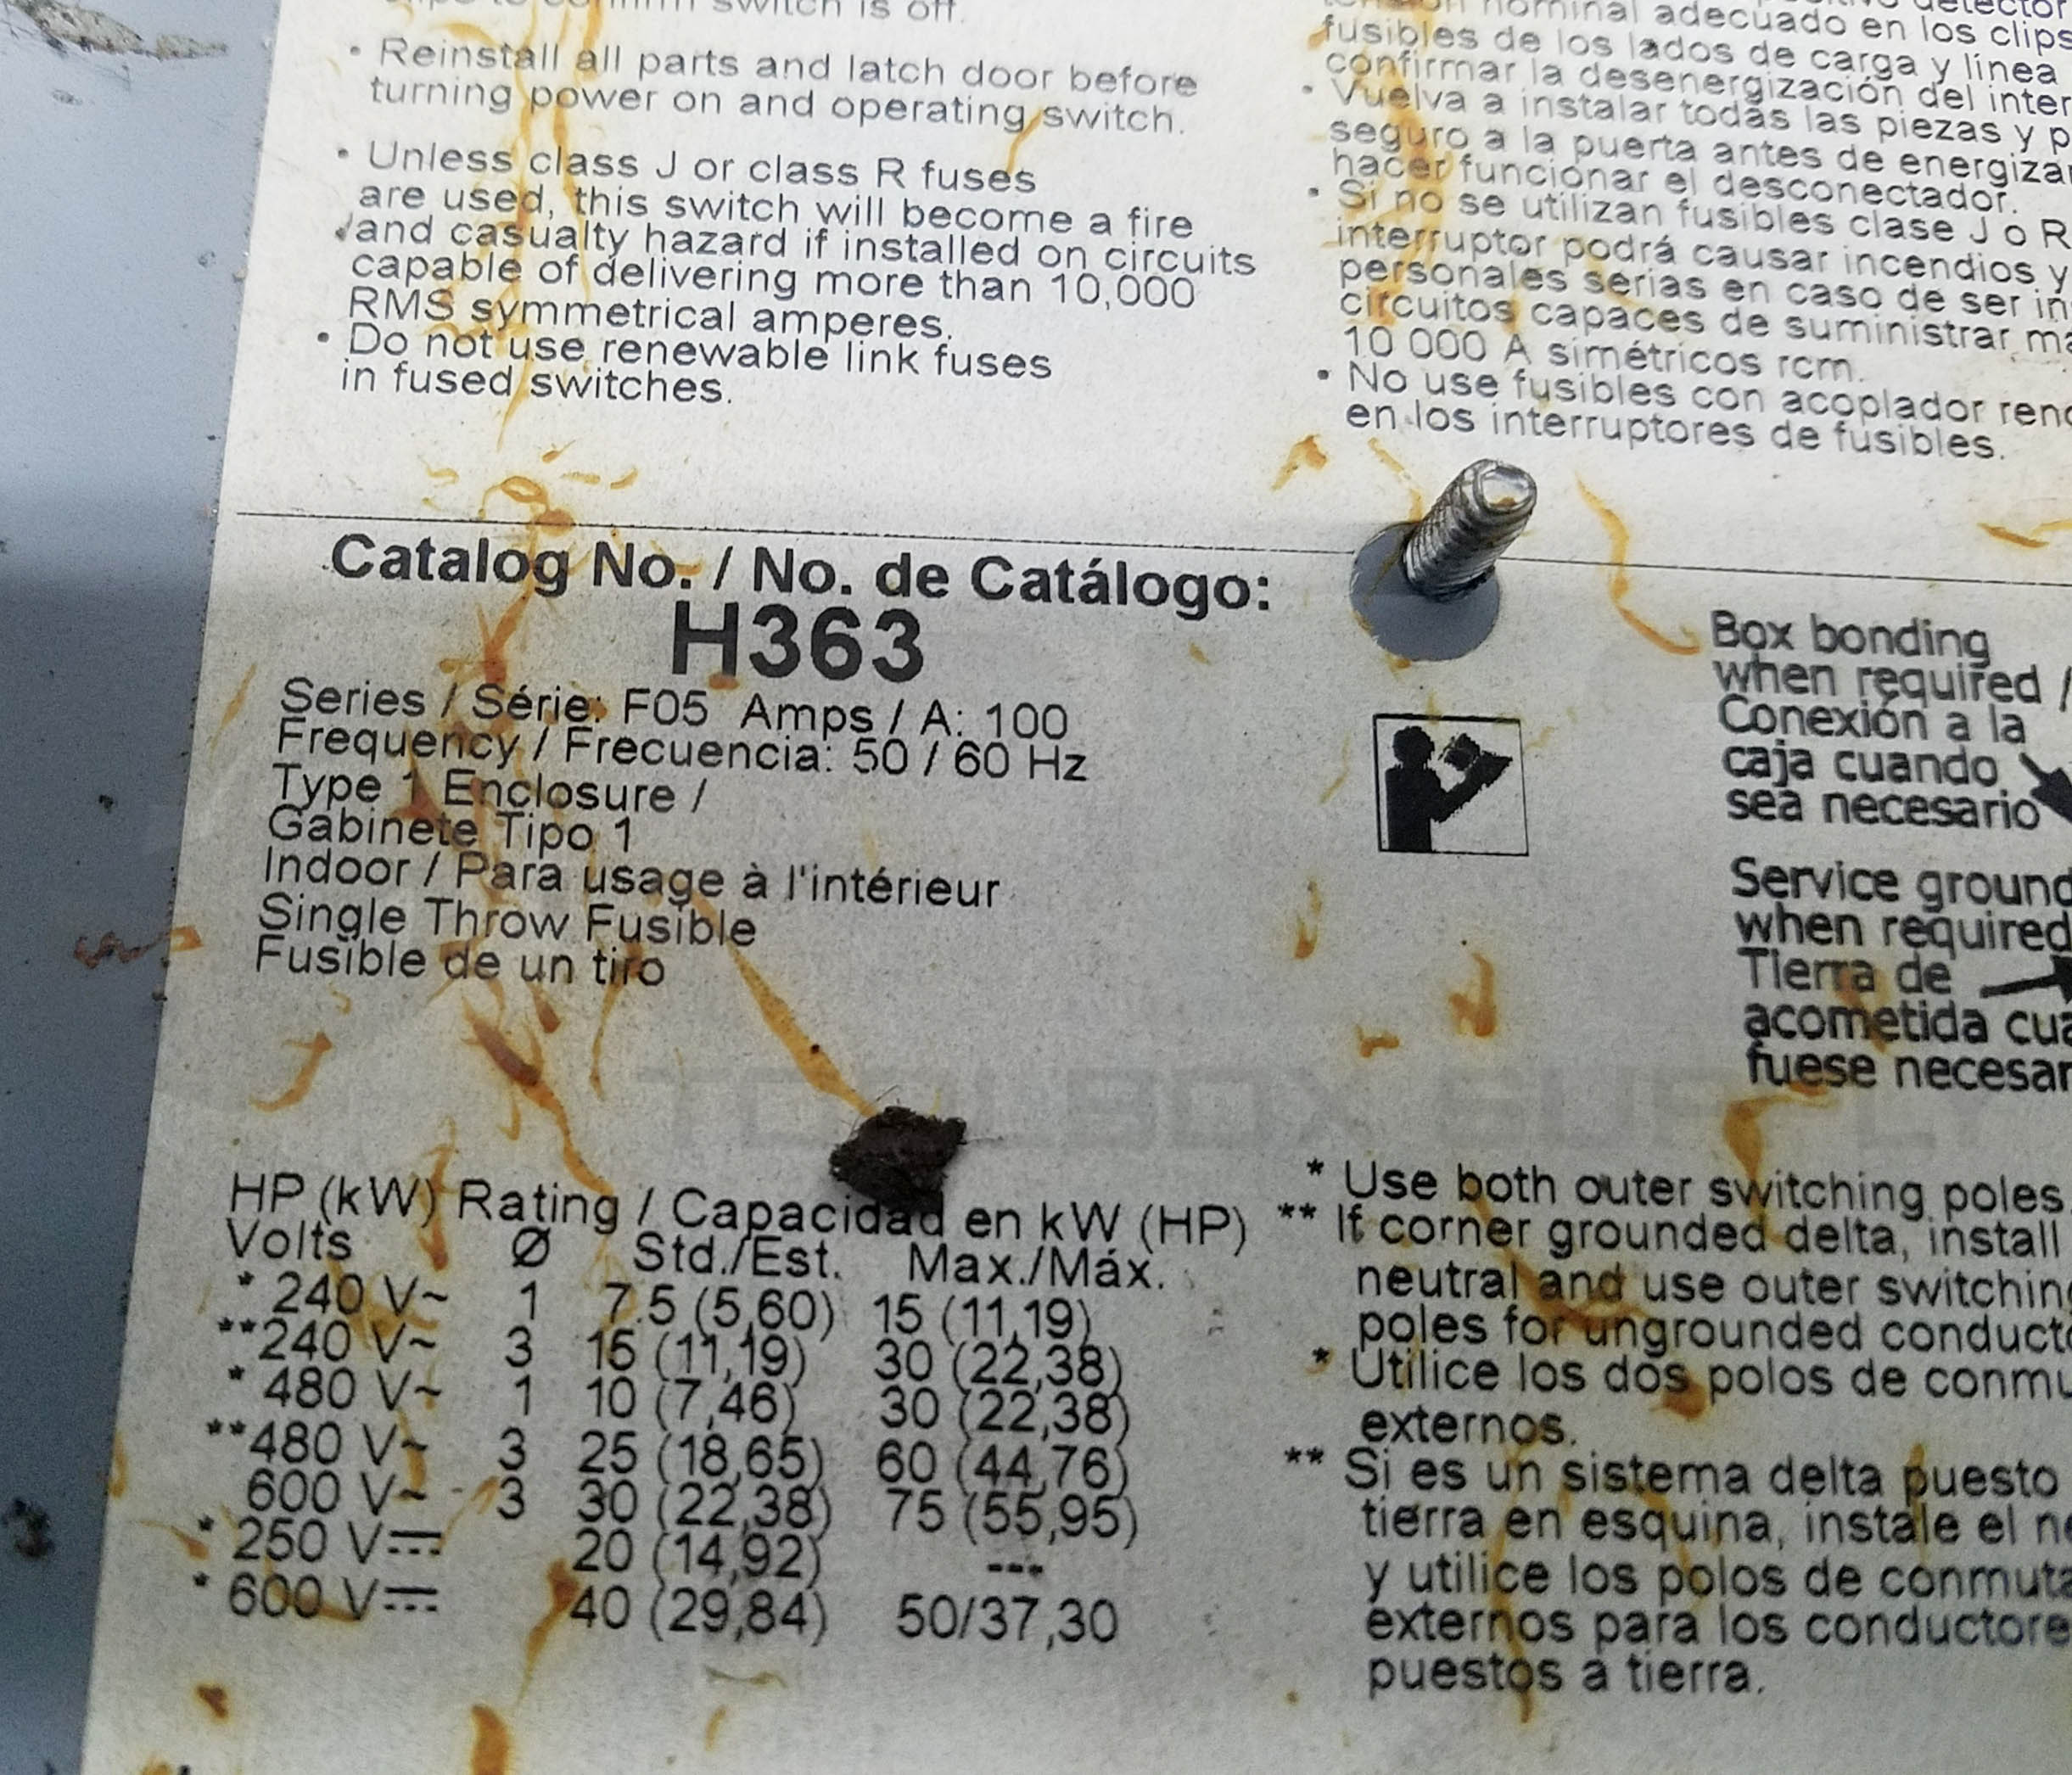 switch is off.
• Reinstall all parts and latch door before
turning power on and operating switch.
• Unless class J or class R fuses
are used, this switch will become a fire
and casualty hazard if installed on circuits
capable of delivering more than 10,000
RMS symmetrical amperes.
• Do not use renewable link fuses
in fused switches.
nominal adecuado en los clips
fusibles de los lados de carga y línea
confirmar la desenergización del inter
• Vuelva a instalar todas las piezas y p
seguro a la puerta antes de energizar
hacer funcionar el desconectador.
• Si no se utilizan fusibles clase J o R
interruptor podrá causar incendios y
personales serias en caso de ser in
circuitos capaces de suministrar má
10 000 A simétricos rcm.
• No use fusibles con acoplador reno
en los interruptores de fusibles.
Catalog No. / No. de Catálogo:
H363
Series / Série: F05 Amps / A: 100
Frequency / Frecuencia: 50 / 60 Hz
Type 1 Enclosure /
Gabinete Tipo 1
Indoor / Para usage à l'intérieur
Single Throw Fusible
Fusible de un tiro
Box bonding
when required /
Conexión a la
caja cuando
sea necesario
Service ground
when required
Tierra de
acometida cua
fuese necesar
TOOLBOX SUPPLY
HP (kW) Rating / Capacidad en kW (HP)
Volts Ø Std./Est. Max./Máx.
* 240 V~ 1 7.5 (5,60) 15 (11,19)
**240 V~ 3 15 (11,19) 30 (22,38)
* 480 V~ 1 10 (7,46) 30 (22,38)
**480 V~ 3 25 (18,65) 60 (44,76)
600 V~ 3 30 (22,38) 75 (55,95)
* 250 V⎓ 20 (14,92) ---
* 600 V⎓ 40 (29,84) 50/37,30
* Use both outer switching poles.
** If corner grounded delta, install
neutral and use outer switching
poles for ungrounded conducto
* Utilice los dos polos de conmu
externos.
** Si es un sistema delta puesto
tierra en esquina, instale el ne
y utilice los polos de conmuta
externos para los conductore
puestos a tierra.